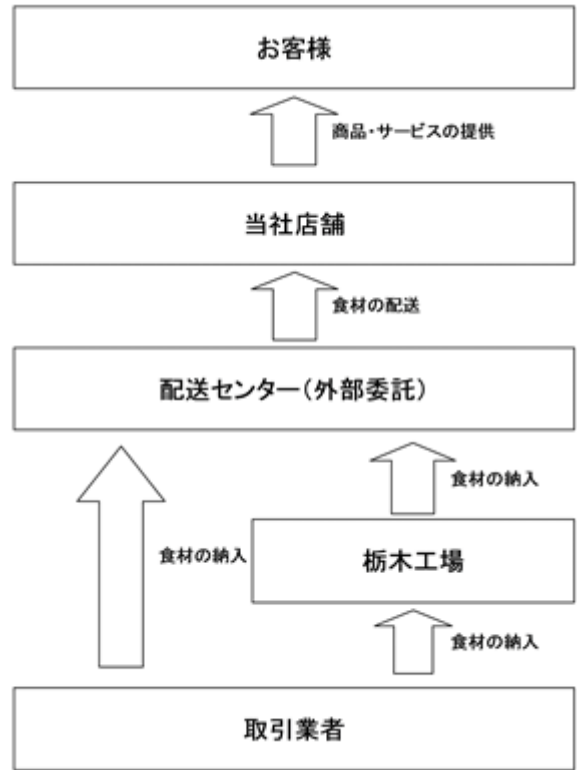 お客様
商品・サービスの提供
当社店舗
食材の配送
配送センター（外部委託）
食材の納入
食材の納入
栃木工場
食材の納入
取引業者